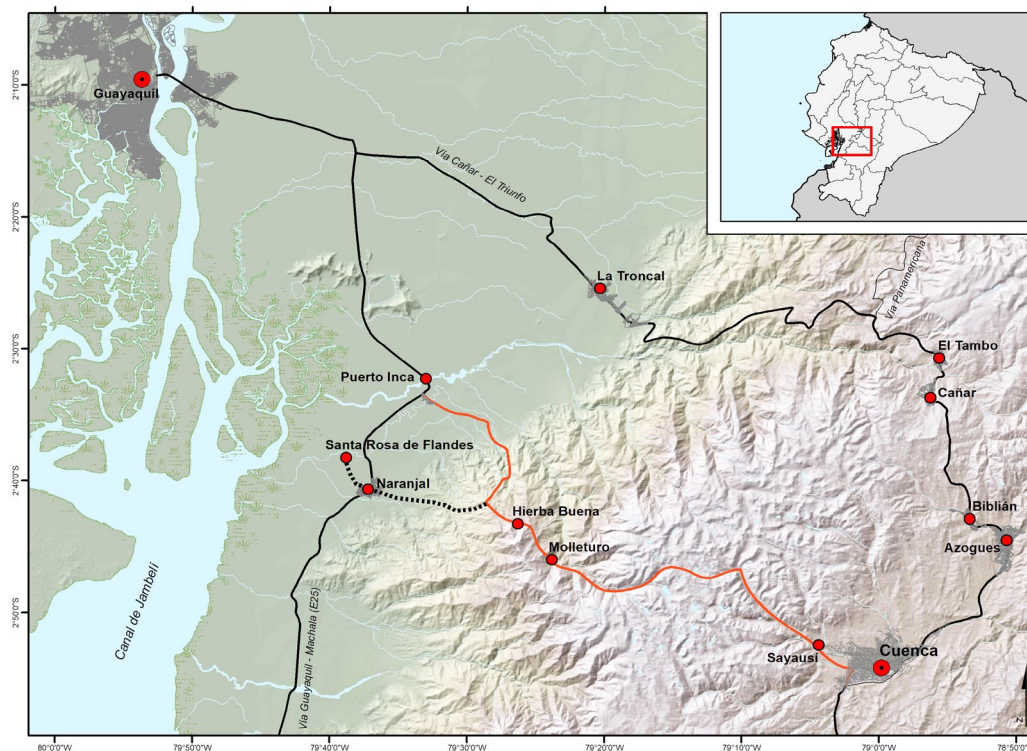 Guayaquil
Vía Cañar - El Triunfo
La Troncal
Vía Panamericana
El Tambo
Puerto Inca
Cañar
Santa Rosa de Flandes
Naranjal
Hierba Buena
Biblián
Molleturo
Azogues
Canal de Jambelí
Vía Guayaquil - Machala (E25)
Sayausí
Cuenca
2°10'0"S
2°20'0"S
2°30'0"S
2°40'0"S
2°50'0"S
80°0'0"W
79°50'0"W
79°40'0"W
79°30'0"W
79°20'0"W
79°10'0"W
79°0'0"W
78°50'0"W